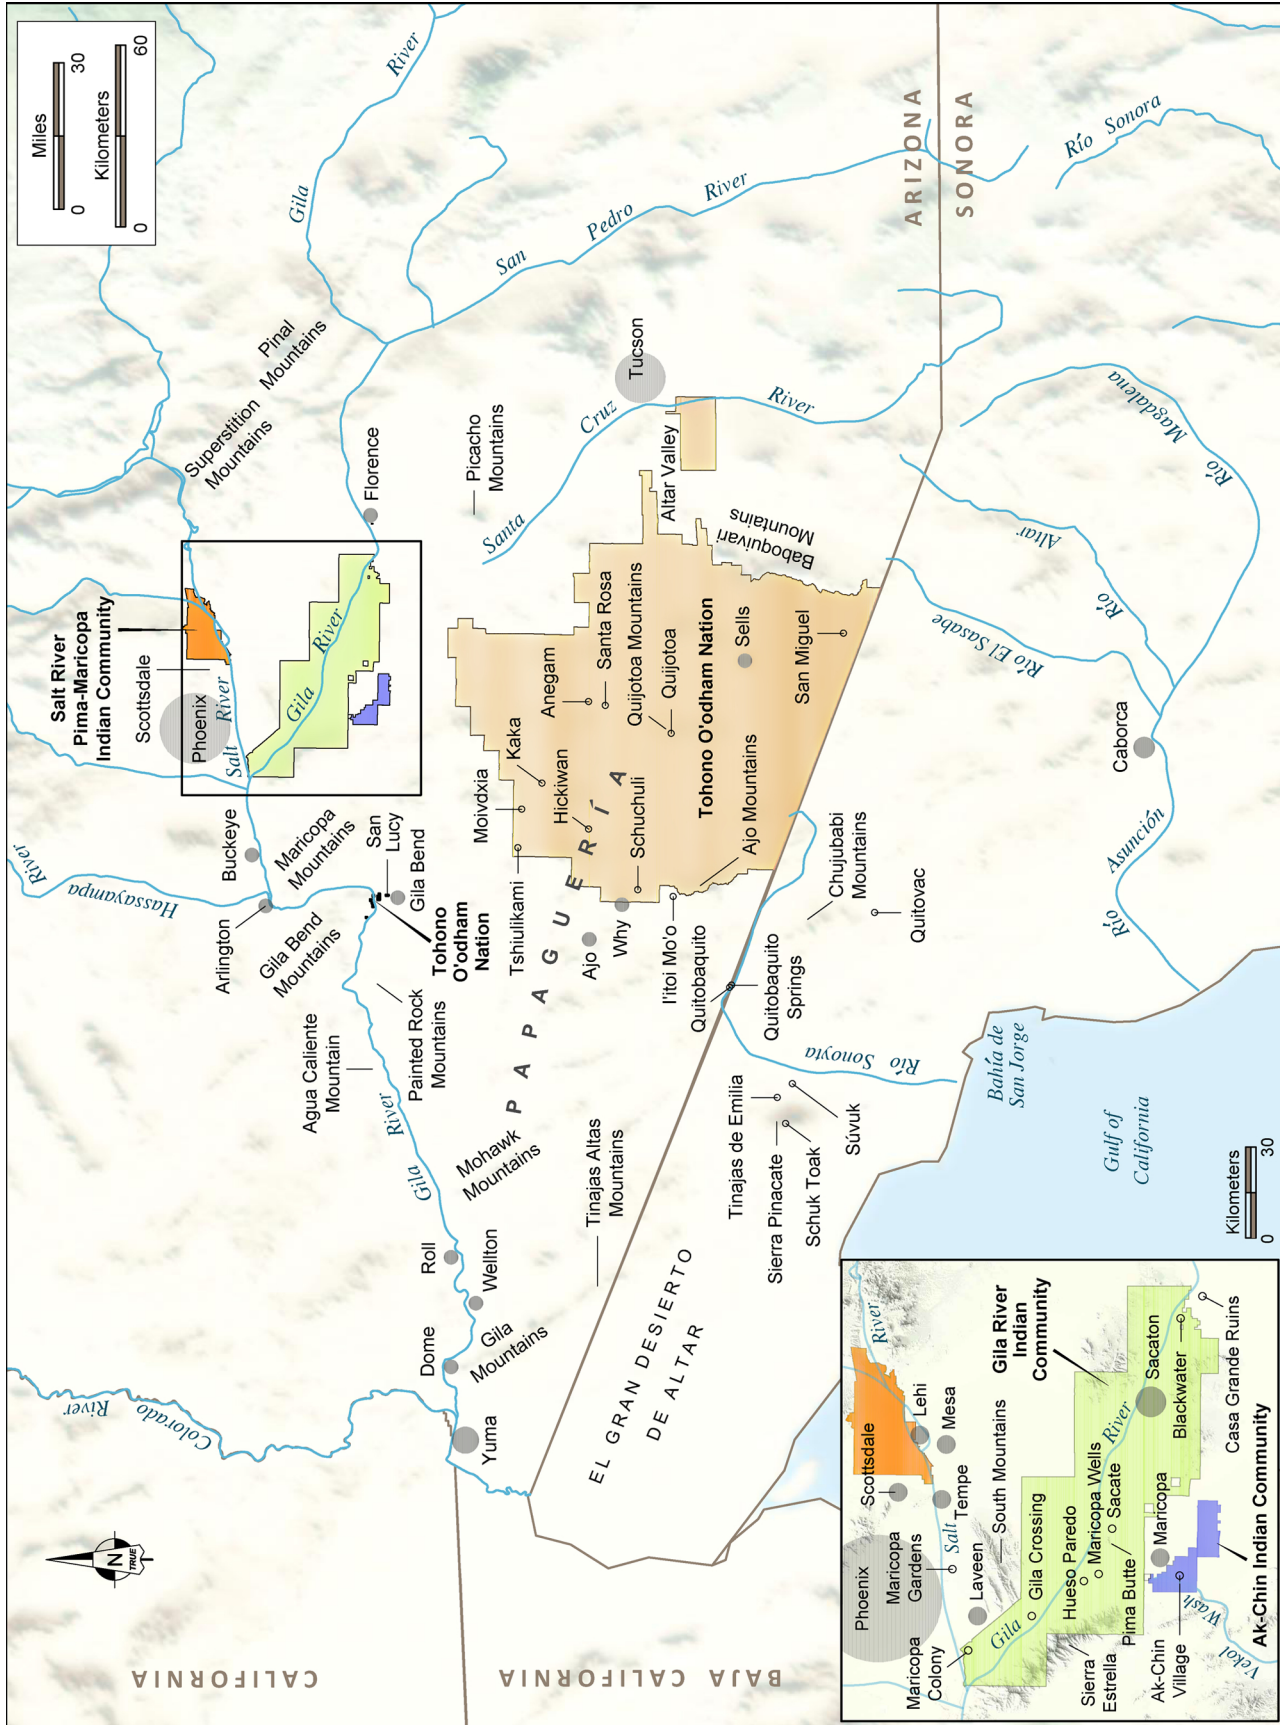 Miles
0
30
Kilometers
0
60
N
TRUE
CALIFORNIA
BAJA CALIFORNIA
ARIZONA
SONORA
Colorado
River
Hassayampa
River
Salt River
Pima-Maricopa
Indian Community
Scottsdale
Phoenix
Salt
River
Gila
River
Superstition
Mountains
Pinal
Mountains
Gila
River
Buckeye
Arlington
Maricopa
Mountains
Gila Bend
Mountains
San
Lucy
Gila Bend
Tohono
O'odham
Nation
Florence
Picacho
Mountains
Agua Caliente
Mountain
Painted Rock
Mountains
Gila
River
Roll
Wellton
Dome
Gila
Mountains
Yuma
Mohawk
Mountains
Tinajas Altas
Mountains
PAPAGUERÍA
San
Pedro
River
Santa
Cruz
River
Tucson
Altar Valley
Baboquivari
Mountains
Moivdxia
Kaka
Tshiulikami
Hickiwan
Anegam
Santa Rosa
Schuchuli
Quijotoa Mountains
Quijotoa
Ajo
Why
Tohono O'odham Nation
Sells
Ajo Mountains
San Miguel
I'itoi Mo'o
Quitobaquito
Quitobaquito
Springs
Chujubabi
Mountains
Quitovac
Río
Sonoyta
Tinajas de Emilia
Sierra Pinacate
Schuk Toak
Súvuk
EL GRAN DESIERTO
DE ALTAR
Río El Sasabe
Río
Altar
Río
Magdalena
Río
Sonora
Caborca
Río
Asunción
Bahía de
San Jorge
Gulf of
California
Kilometers
0
30
Phoenix
Scottsdale
River
Maricopa
Gardens
Salt
Tempe
Lehi
Mesa
Laveen
South Mountains
Maricopa
Colony
Gila
Gila Crossing
Gila River
Indian
Community
River
Hueso Paredo
Maricopa Wells
Sacate
Pima Butte
Sierra
Estrella
Sacaton
Blackwater
Maricopa
Ak-Chin
Village
Casa Grande Ruins
Vekol
Wash
Ak-Chin Indian Community